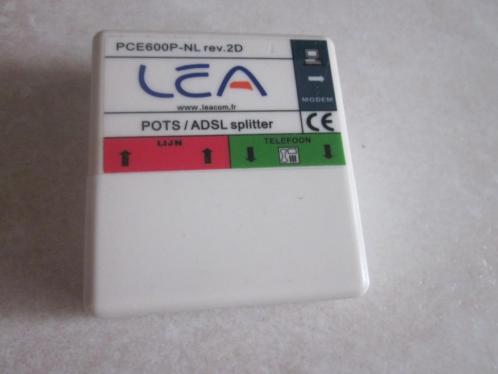 PCE600P-NL rev.2D
LEA
www.leacom.fr
MODEM
POTS / ADSL splitter
CE
LIJN
TELEFOON